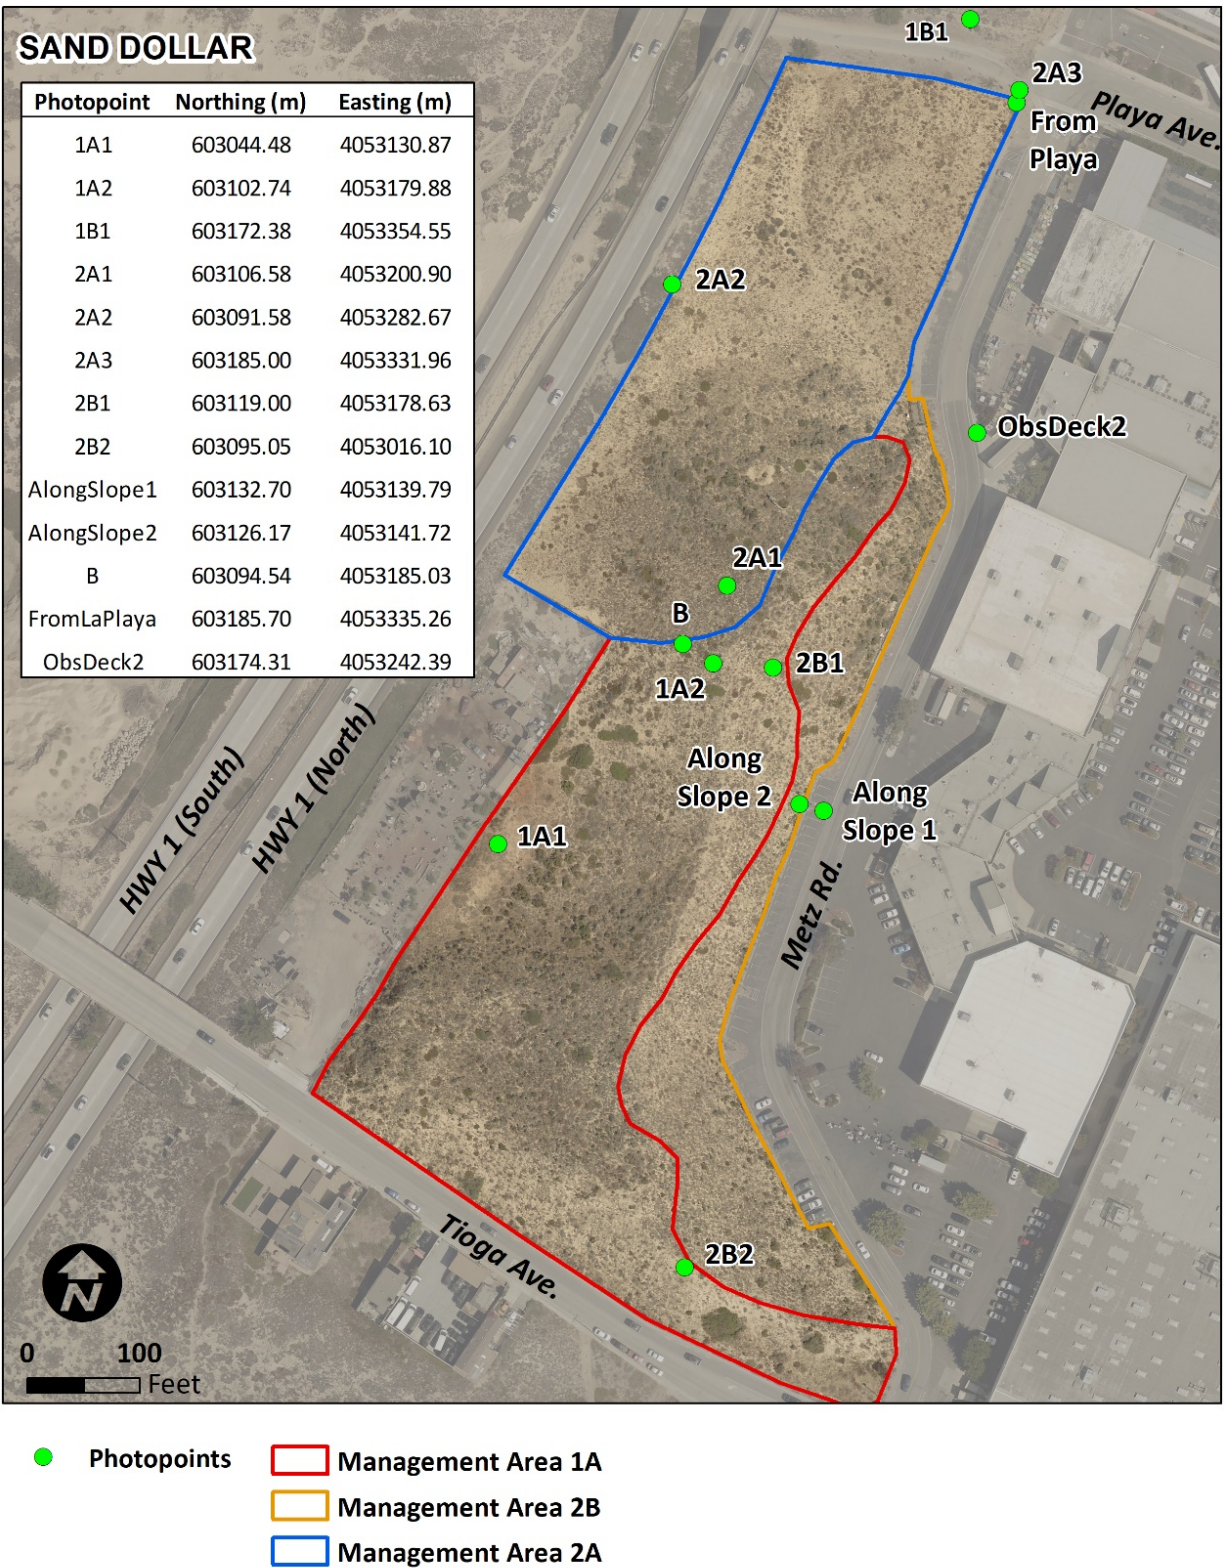 SAND DOLLAR
Photopoint Northing (m) Easting (m)
1A1 603044.48 4053130.87
1A2 603102.74 4053179.88
1B1 603172.38 4053354.55
2A1 603106.58 4053200.90
2A2 603091.58 4053282.67
2A3 603185.00 4053331.96
2B1 603119.00 4053178.63
2B2 603095.05 4053016.10
AlongSlope1 603132.70 4053139.79
AlongSlope2 603126.17 4053141.72
B 603094.54 4053185.03
FromLaPlaya 603185.70 4053335.26
ObsDeck2 603174.31 4053242.39
1B1
2A3
From
Playa
Playa Ave.
2A2
ObsDeck2
2A1
B
1A2
2B1
Along
Slope 2
Along
Slope 1
1A1
HWY 1 (South)
HWY 1 (North)
Metz Rd.
2B2
Tioga Ave.
N
0 100
Feet
Photopoints
Management Area 1A
Management Area 2B
Management Area 2A